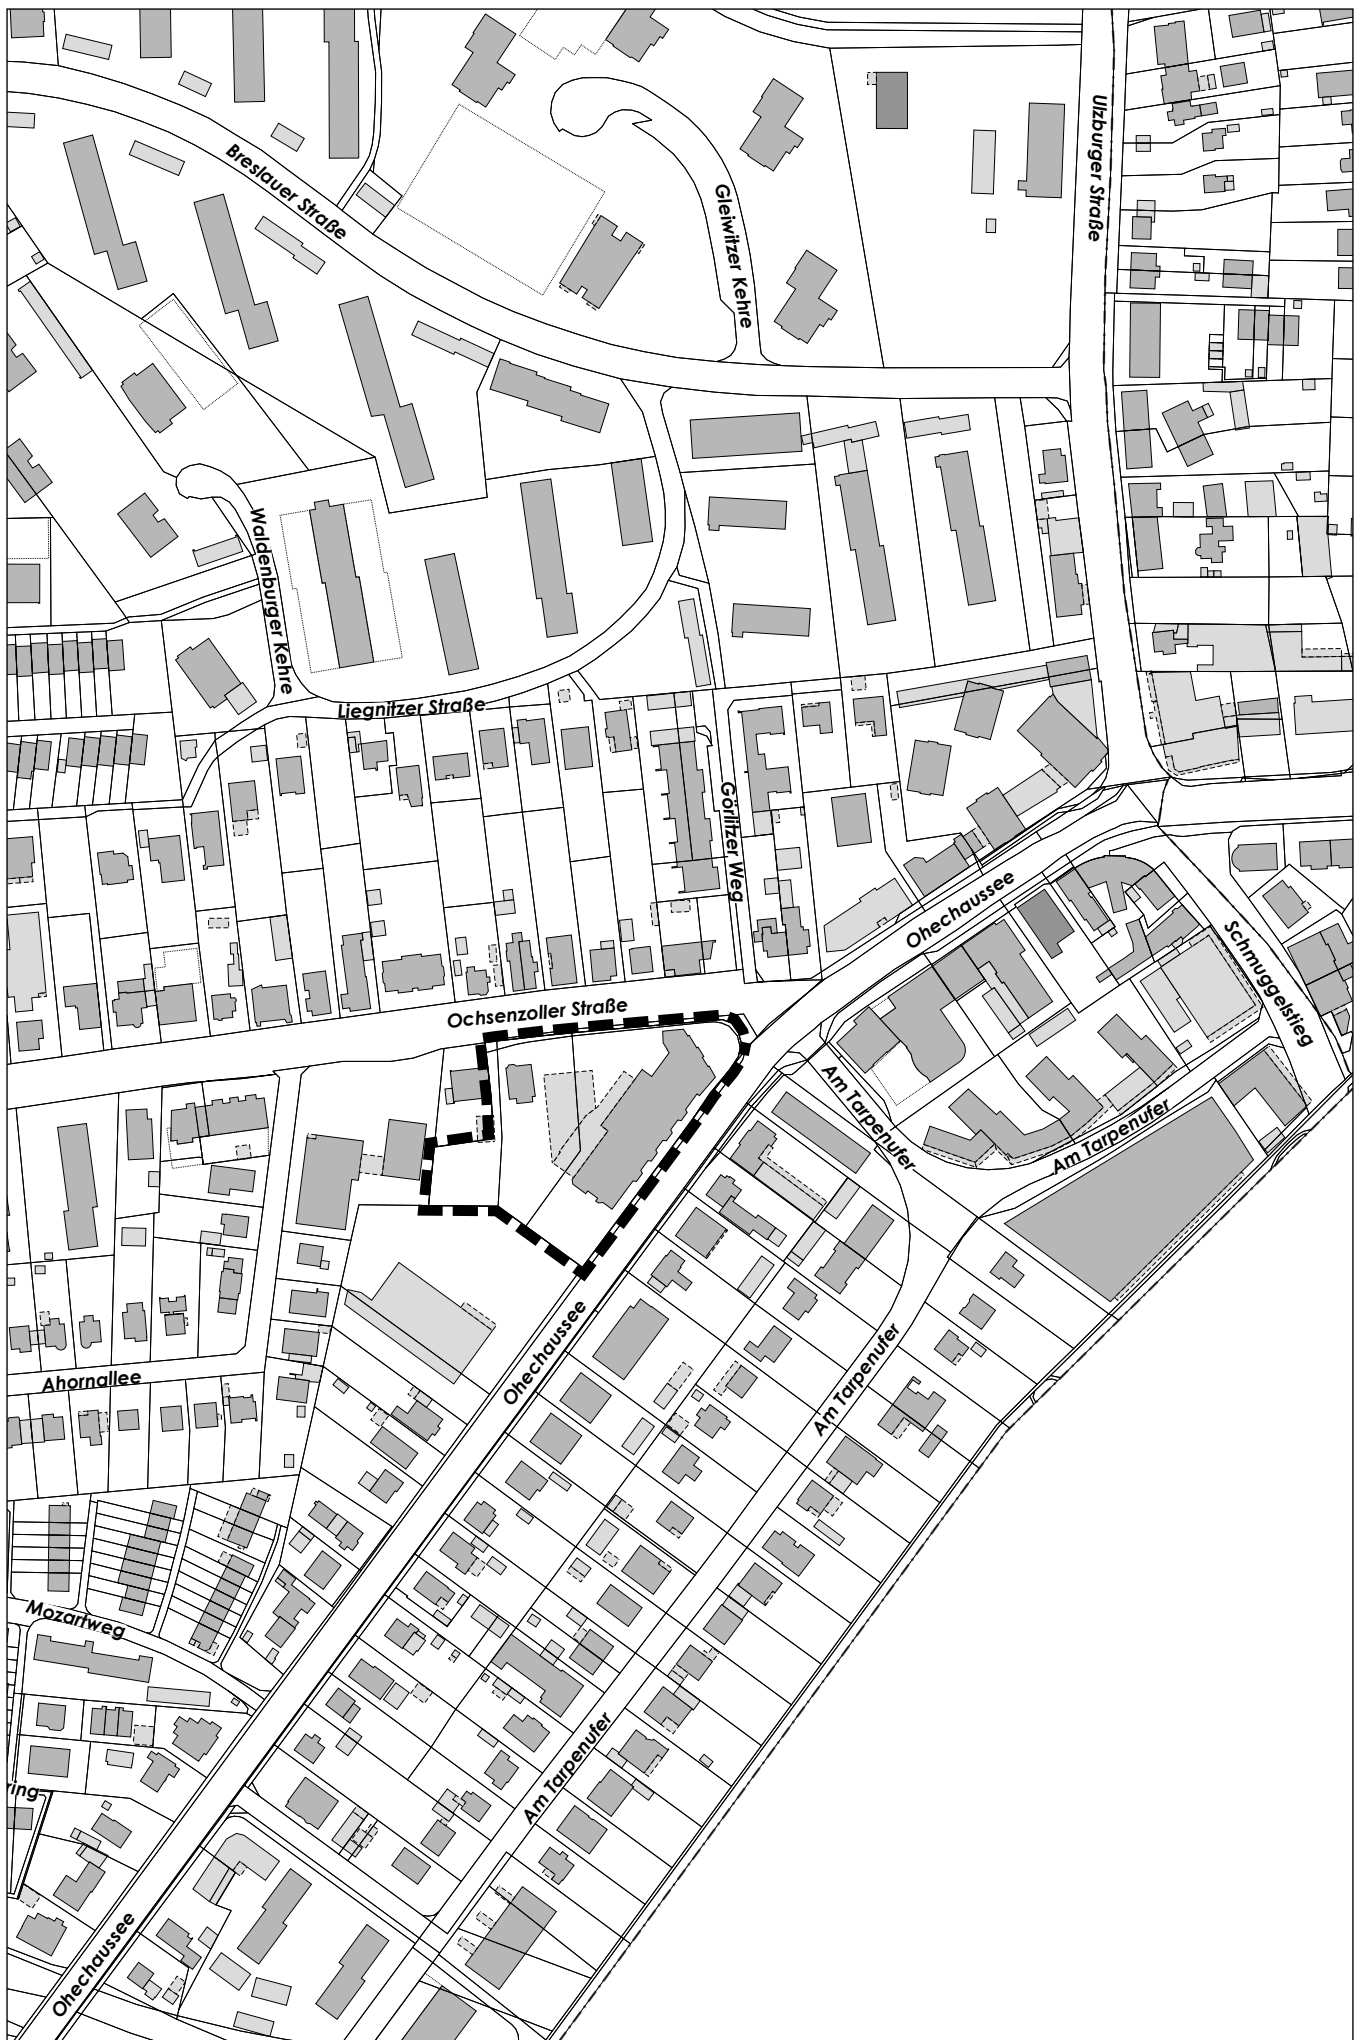 Ulzburger Straße
Breslauer Straße
Gleiwitzer Kehre
Waldenburger Kehre
Liegnitzer Straße
Görlitzer Weg
Ohechaussee
Schmuggelstieg
Ochsenzoller Straße
Am Tarpenufer
Am Tarpenufer
Ohechaussee
Am Tarpenufer
Ahornallee
Mozartweg
Am Tarpenufer
ring
Ohechaussee